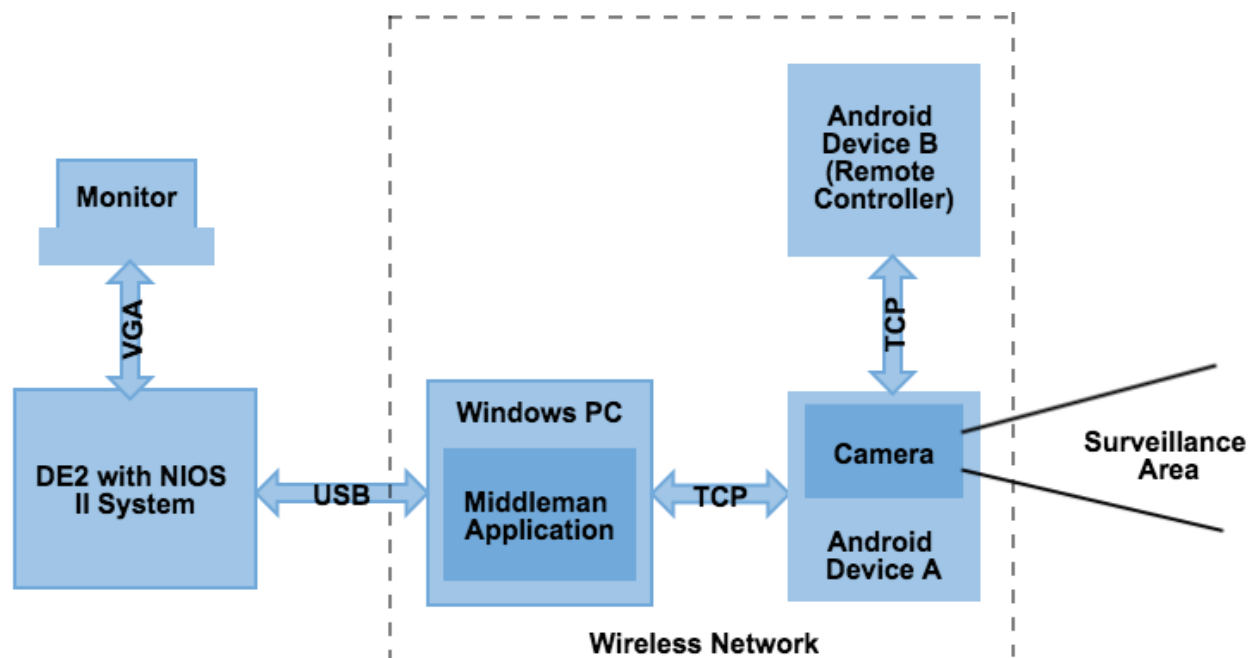 Monitor
VGA
DE2 with NIOS
II System
USB
Windows PC
Middleman
Application
TCP
Android
Device B
(Remote
Controller)
TCP
Camera
Android
Device A
Surveillance
Area
Wireless Network